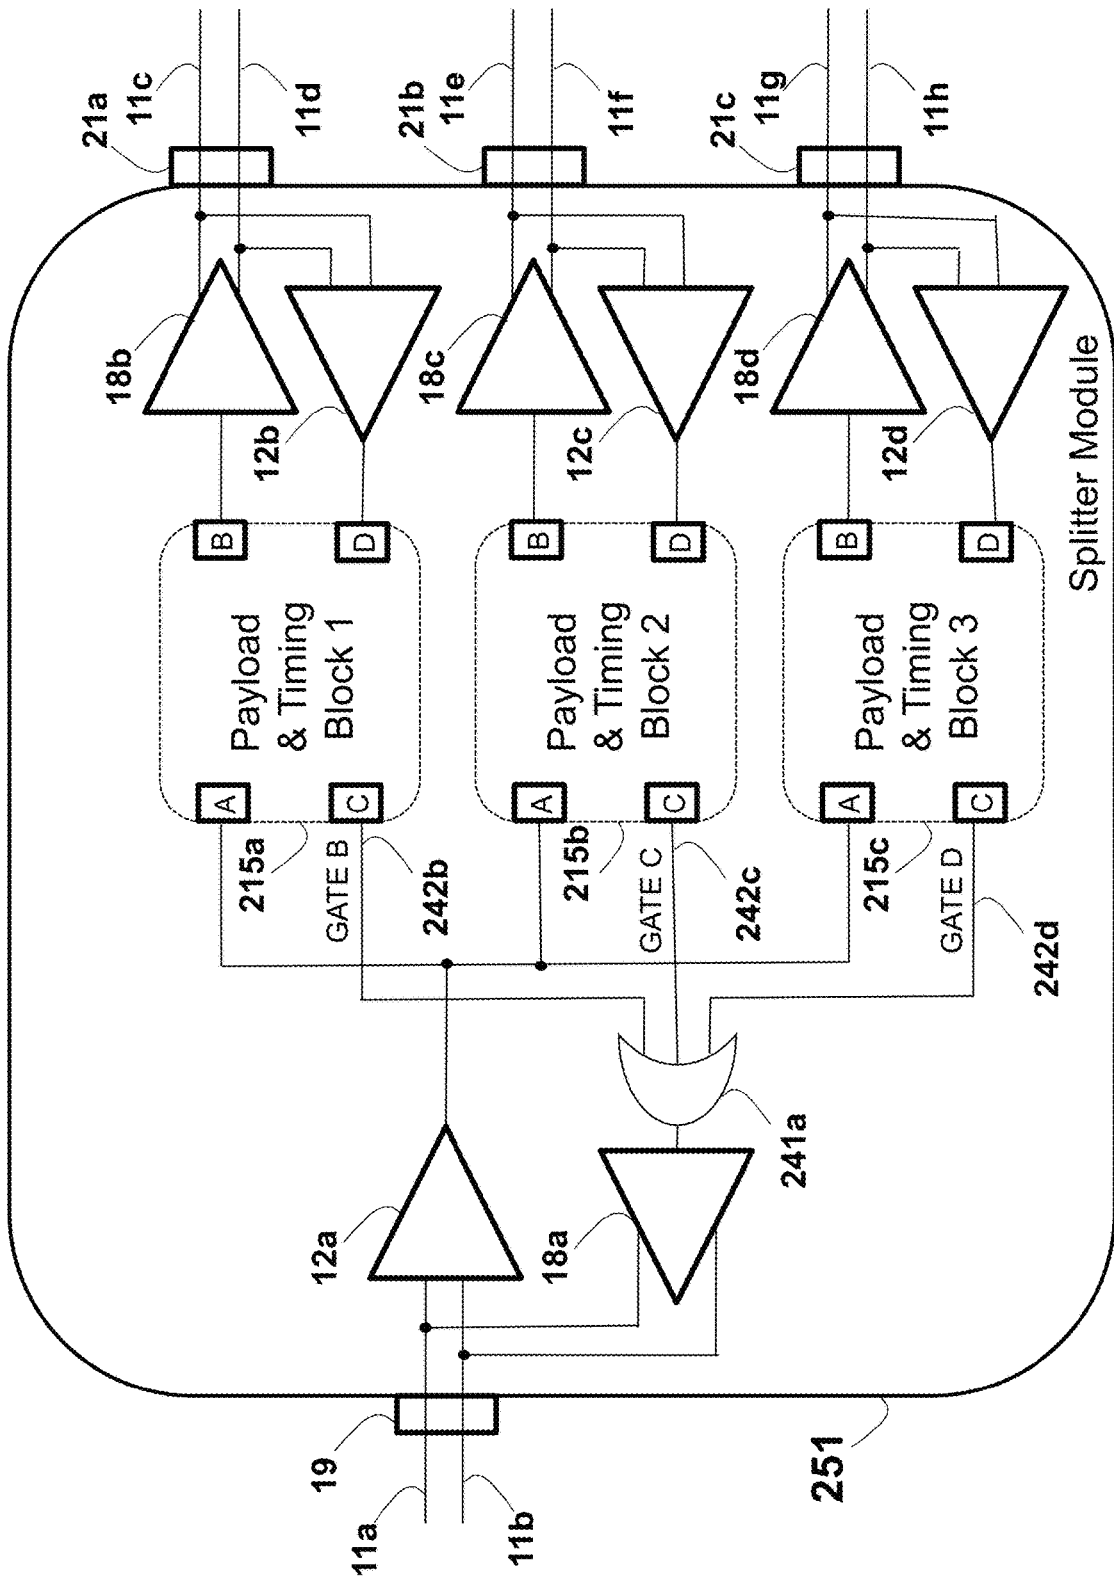 11a
11b
19
12a
18a
241a
GATE B
242b
GATE C
242c
GATE D
242d
215a
215b
215c
A
C
Payload
& Timing
Block 1
B
D
A
C
Payload
& Timing
Block 2
B
D
A
C
Payload
& Timing
Block 3
B
D
18b
12b
18c
12c
18d
12d
21a
11c
11d
21b
11e
11f
21c
11g
11h
251
Splitter Module